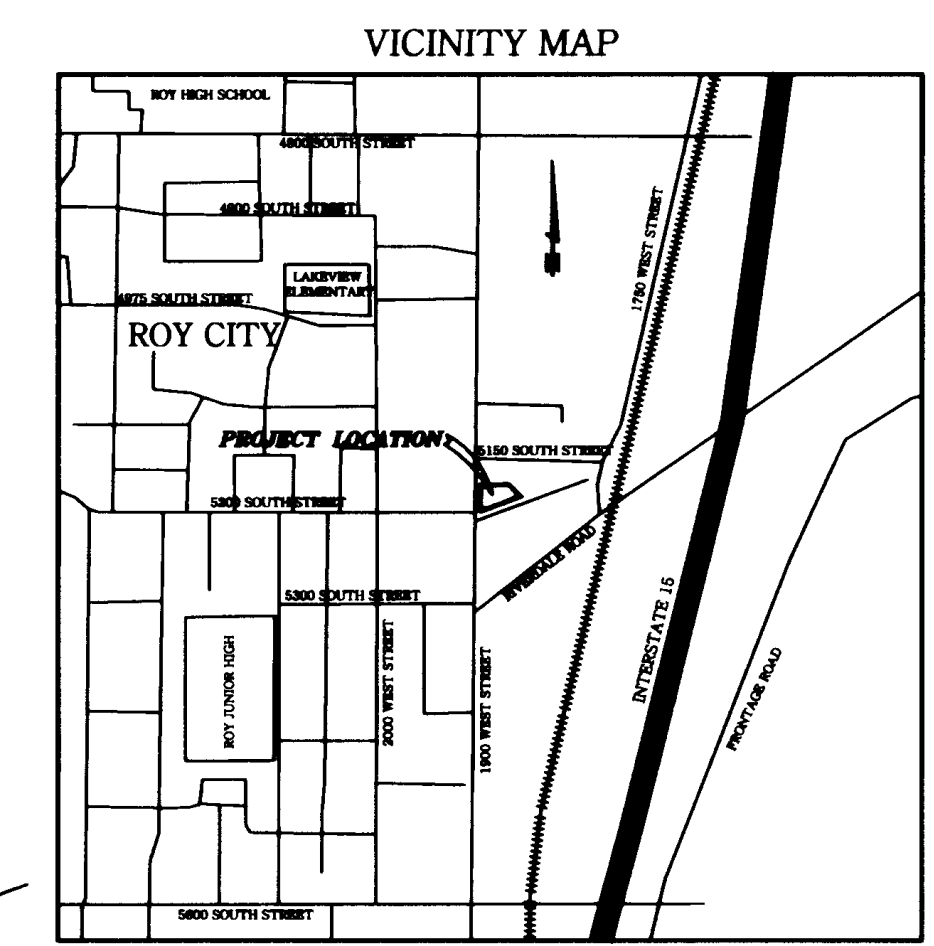 VICINITY MAP
ROY HIGH SCHOOL
4800 SOUTH STREET
4800 SOUTH STREET
LAKEVIEW
ELEMENTARY
4975 SOUTH STREET
ROY CITY
1750 WEST STREET
PROJECT LOCATION
5150 SOUTH STREET
SOUTH STREET
RIVERDALE ROAD
5300 SOUTH STREET
INTERSTATE 15
ROY JUNIOR HIGH
2000 WEST STREET
1900 WEST STREET
FRONTAGE ROAD
5600 SOUTH STREET